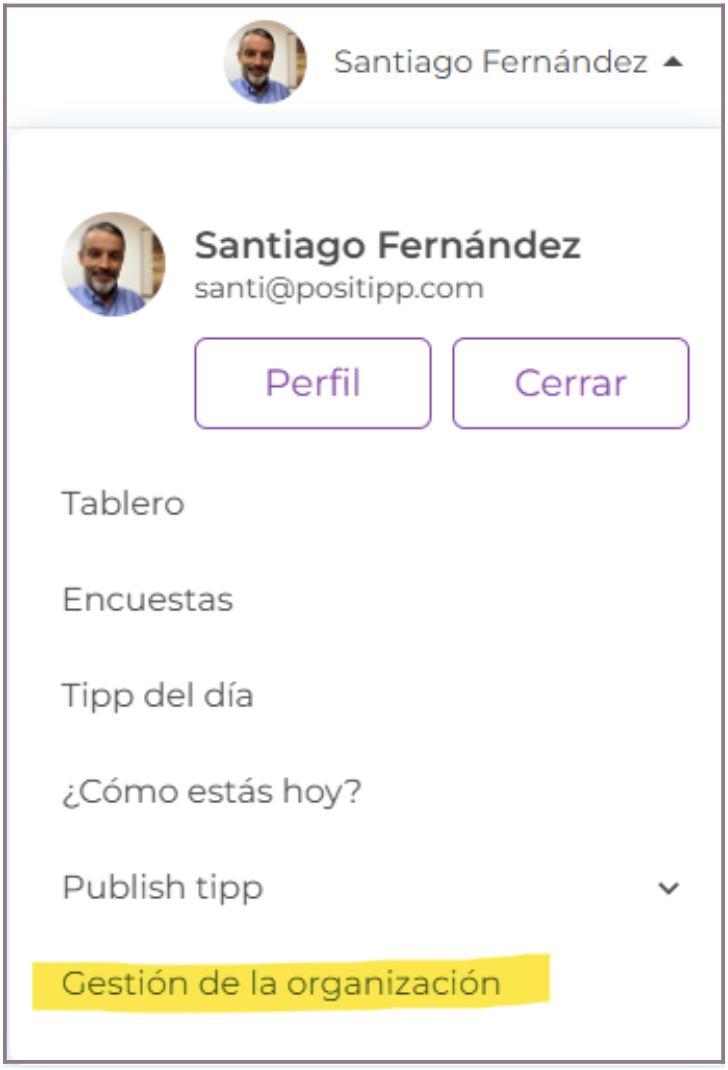 Santiago Fernández
Santiago Fernández
santi@positipp.com
Perfil Cerrar
Tablero
Encuestas
Tipp del día
¿Cómo estás hoy?
Publish tipp
Gestión de la organización